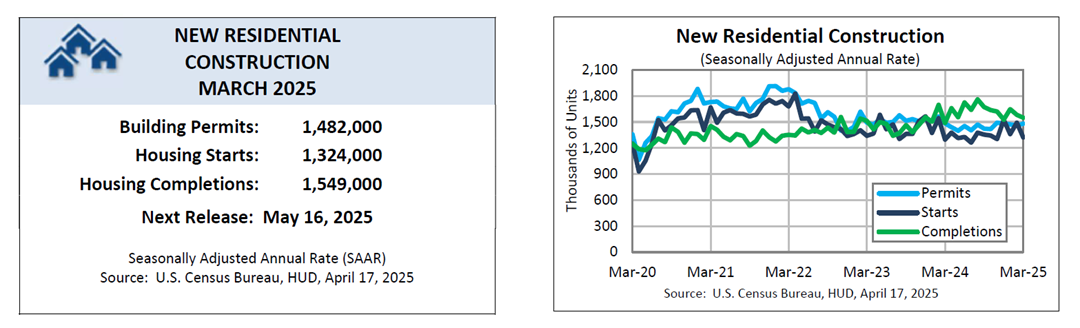 NEW RESIDENTIAL
CONSTRUCTION
MARCH 2025
Building Permits: 1,482,000
Housing Starts: 1,324,000
Housing Completions: 1,549,000
Next Release: May 16, 2025
Seasonally Adjusted Annual Rate (SAAR)
Source: U.S. Census Bureau, HUD, April 17, 2025
New Residential Construction
(Seasonally Adjusted Annual Rate)
Thousands of Units
2,100
1,800
1,500
1,200
900
600
300
0
Permits
Starts
Completions
Mar-20 Mar-21 Mar-22 Mar-23 Mar-24 Mar-25
Source: U.S. Census Bureau, HUD, April 17, 2025